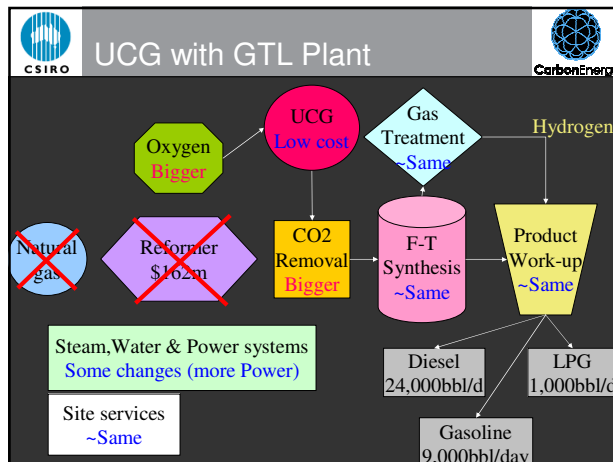 CSIRO
UCG with GTL Plant
CarbonEnergy
Oxygen
Bigger
UCG
Low cost
Gas
Treatment
~Same
Hydrogen
Natural
gas
Reformer
$162m
CO2
Removal
Bigger
F-T
Synthesis
~Same
Product
Work-up
~Same
Steam,Water & Power systems
Some changes (more Power)
Site services
~Same
Diesel
24,000bbl/d
LPG
1,000bbl/d
Gasoline
9,000bbl/day